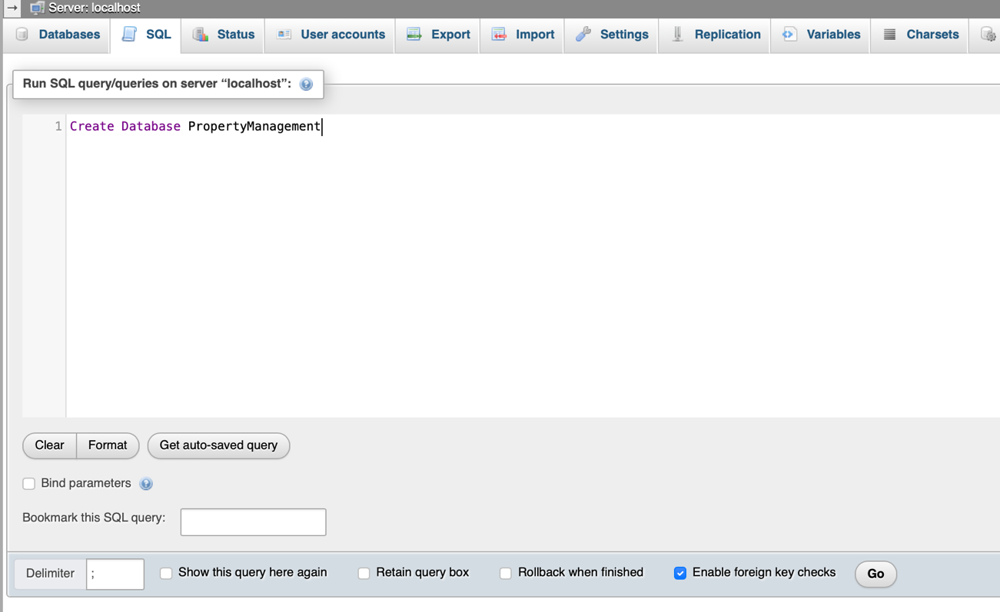 Server: localhost
Databases SQL Status User accounts Export Import Settings Replication Variables Charsets
Run SQL query/queries on server “localhost”:
1 Create Database PropertyManagement
Clear Format Get auto-saved query
Bind parameters
Bookmark this SQL query:
Delimiter ; Show this query here again Retain query box Rollback when finished Enable foreign key checks Go